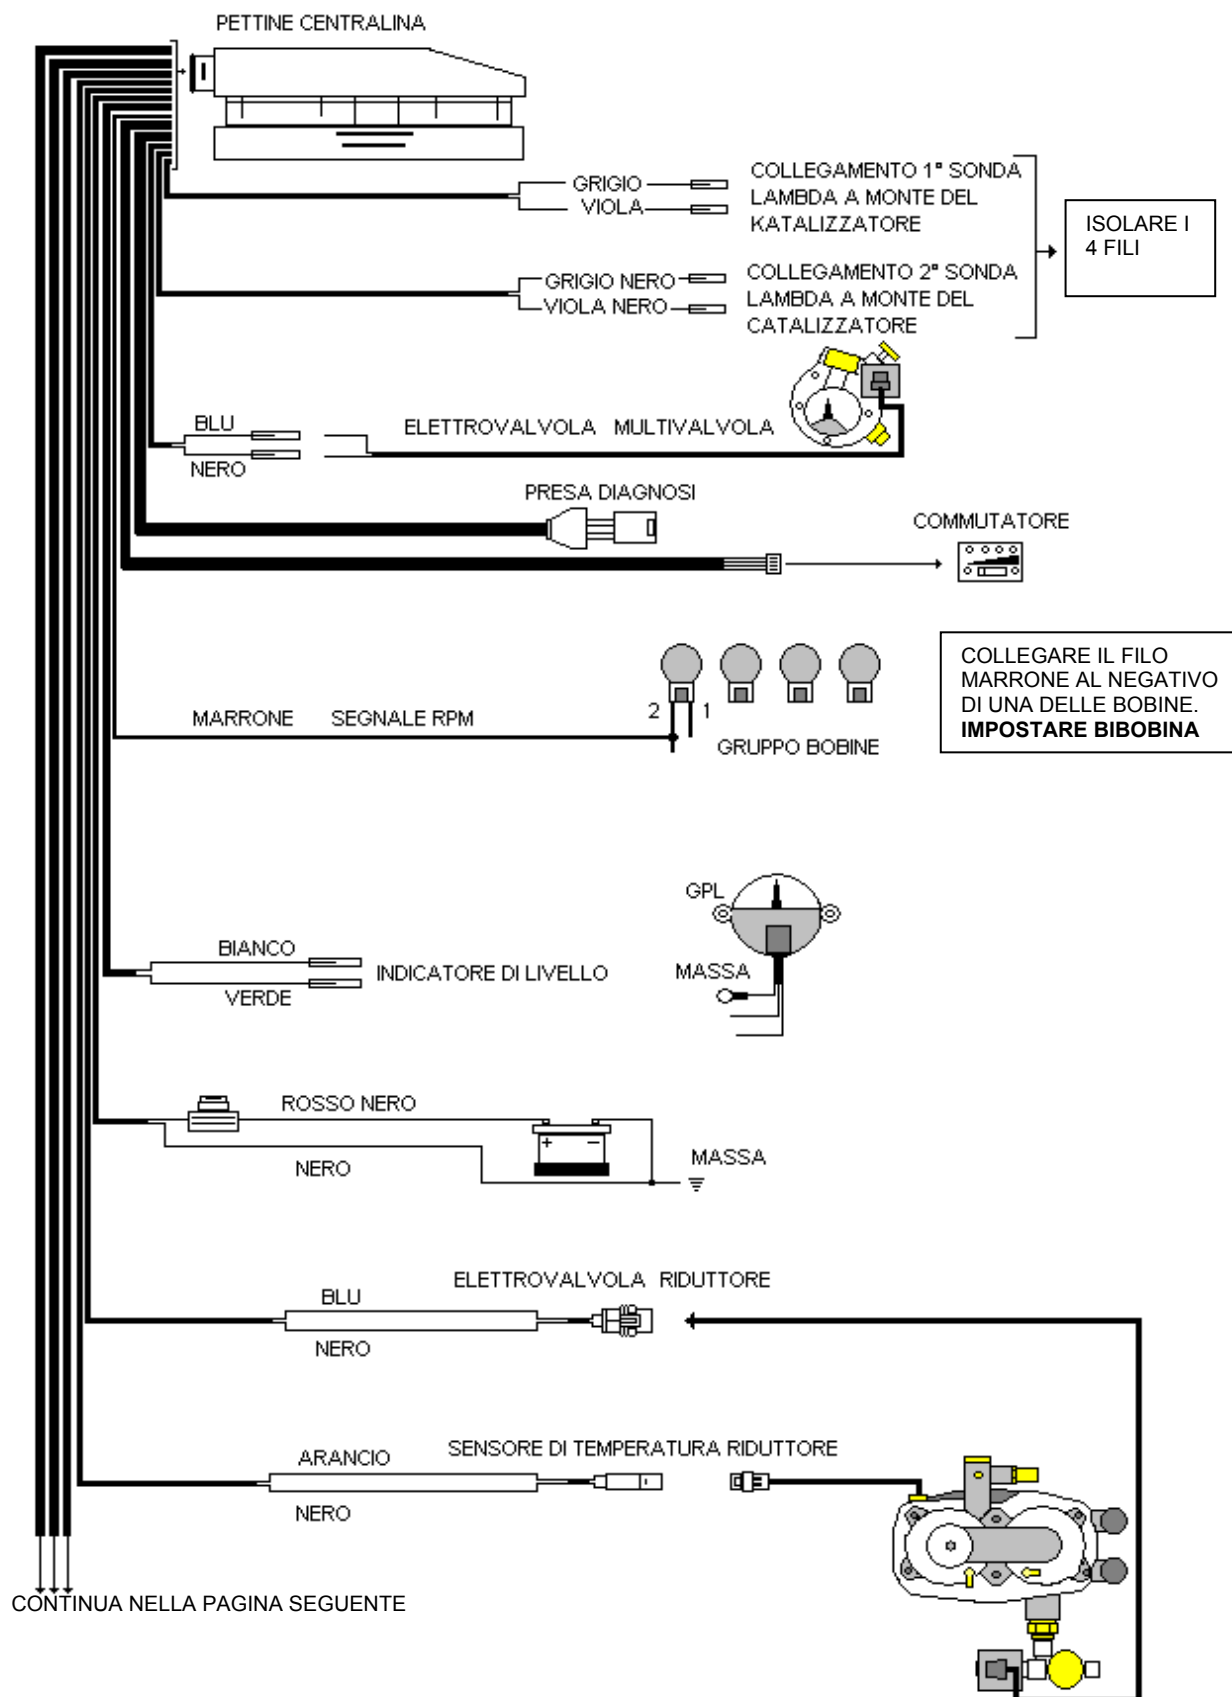 PETTINE CENTRALINA
GRIGIO
VIOLA
COLLEGAMENTO 1° SONDA
LAMBDA A MONTE DEL
KATALIZZATORE
ISOLARE I
4 FILI
GRIGIO NERO
VIOLA NERO
COLLEGAMENTO 2° SONDA
LAMBDA A MONTE DEL
CATALIZZATORE
BLU
NERO
ELETTROVALVOLA MULTIVALVOLA
PRESA DIAGNOSI
COMMUTATORE
COLLEGARE IL FILO
MARRONE AL NEGATIVO
DI UNA DELLE BOBINE.
IMPOSTARE BIBOBINA
2 1
MARRONE SEGNALE RPM
GRUPPO BOBINE
GPL
MASSA
BIANCO
VERDE
INDICATORE DI LIVELLO
ROSSO NERO
NERO
+ −
MASSA
ELETTROVALVOLA RIDUTTORE
BLU
NERO
SENSORE DI TEMPERATURA RIDUTTORE
ARANCIO
NERO
CONTINUA NELLA PAGINA SEGUENTE